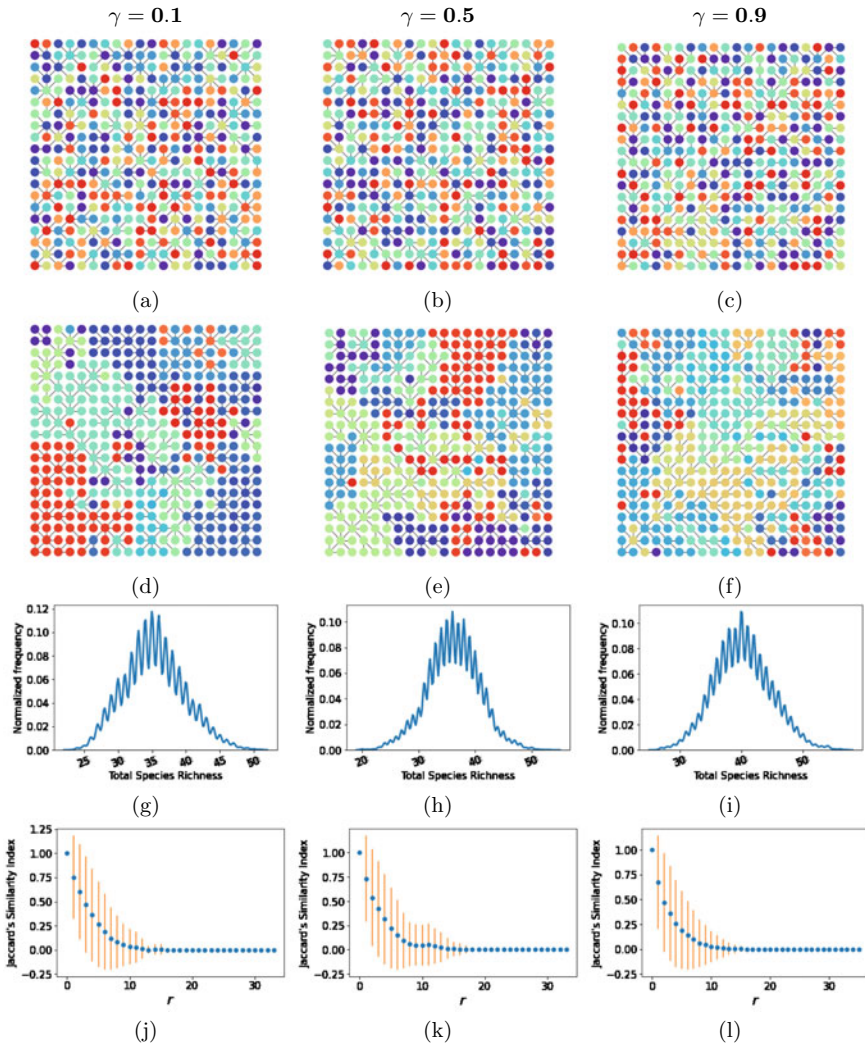 γ = 0.1 γ = 0.5 γ = 0.9
(a) (b) (c)
(d) (e) (f)
Normalized frequency
0.12
0.10
0.08
0.06
0.04
0.02
0.00
25 30 35 40 45 50
Total Species Richness
Normalized frequency
0.10
0.08
0.06
0.04
0.02
0.00
20 30 40 50
Total Species Richness
Normalized frequency
0.10
0.08
0.06
0.04
0.02
0.00
30 40 50
Total Species Richness
(g) (h) (i)
Jaccard's Similarity Index
1.25
1.00
0.75
0.50
0.25
0.00
−0.25
0 10 20 30
r
Jaccard's Similarity Index
1.00
0.75
0.50
0.25
0.00
−0.25
0 10 20 30
r
Jaccard's Similarity Index
1.00
0.75
0.50
0.25
0.00
−0.25
0 10 20 30
r
(j) (k) (l)